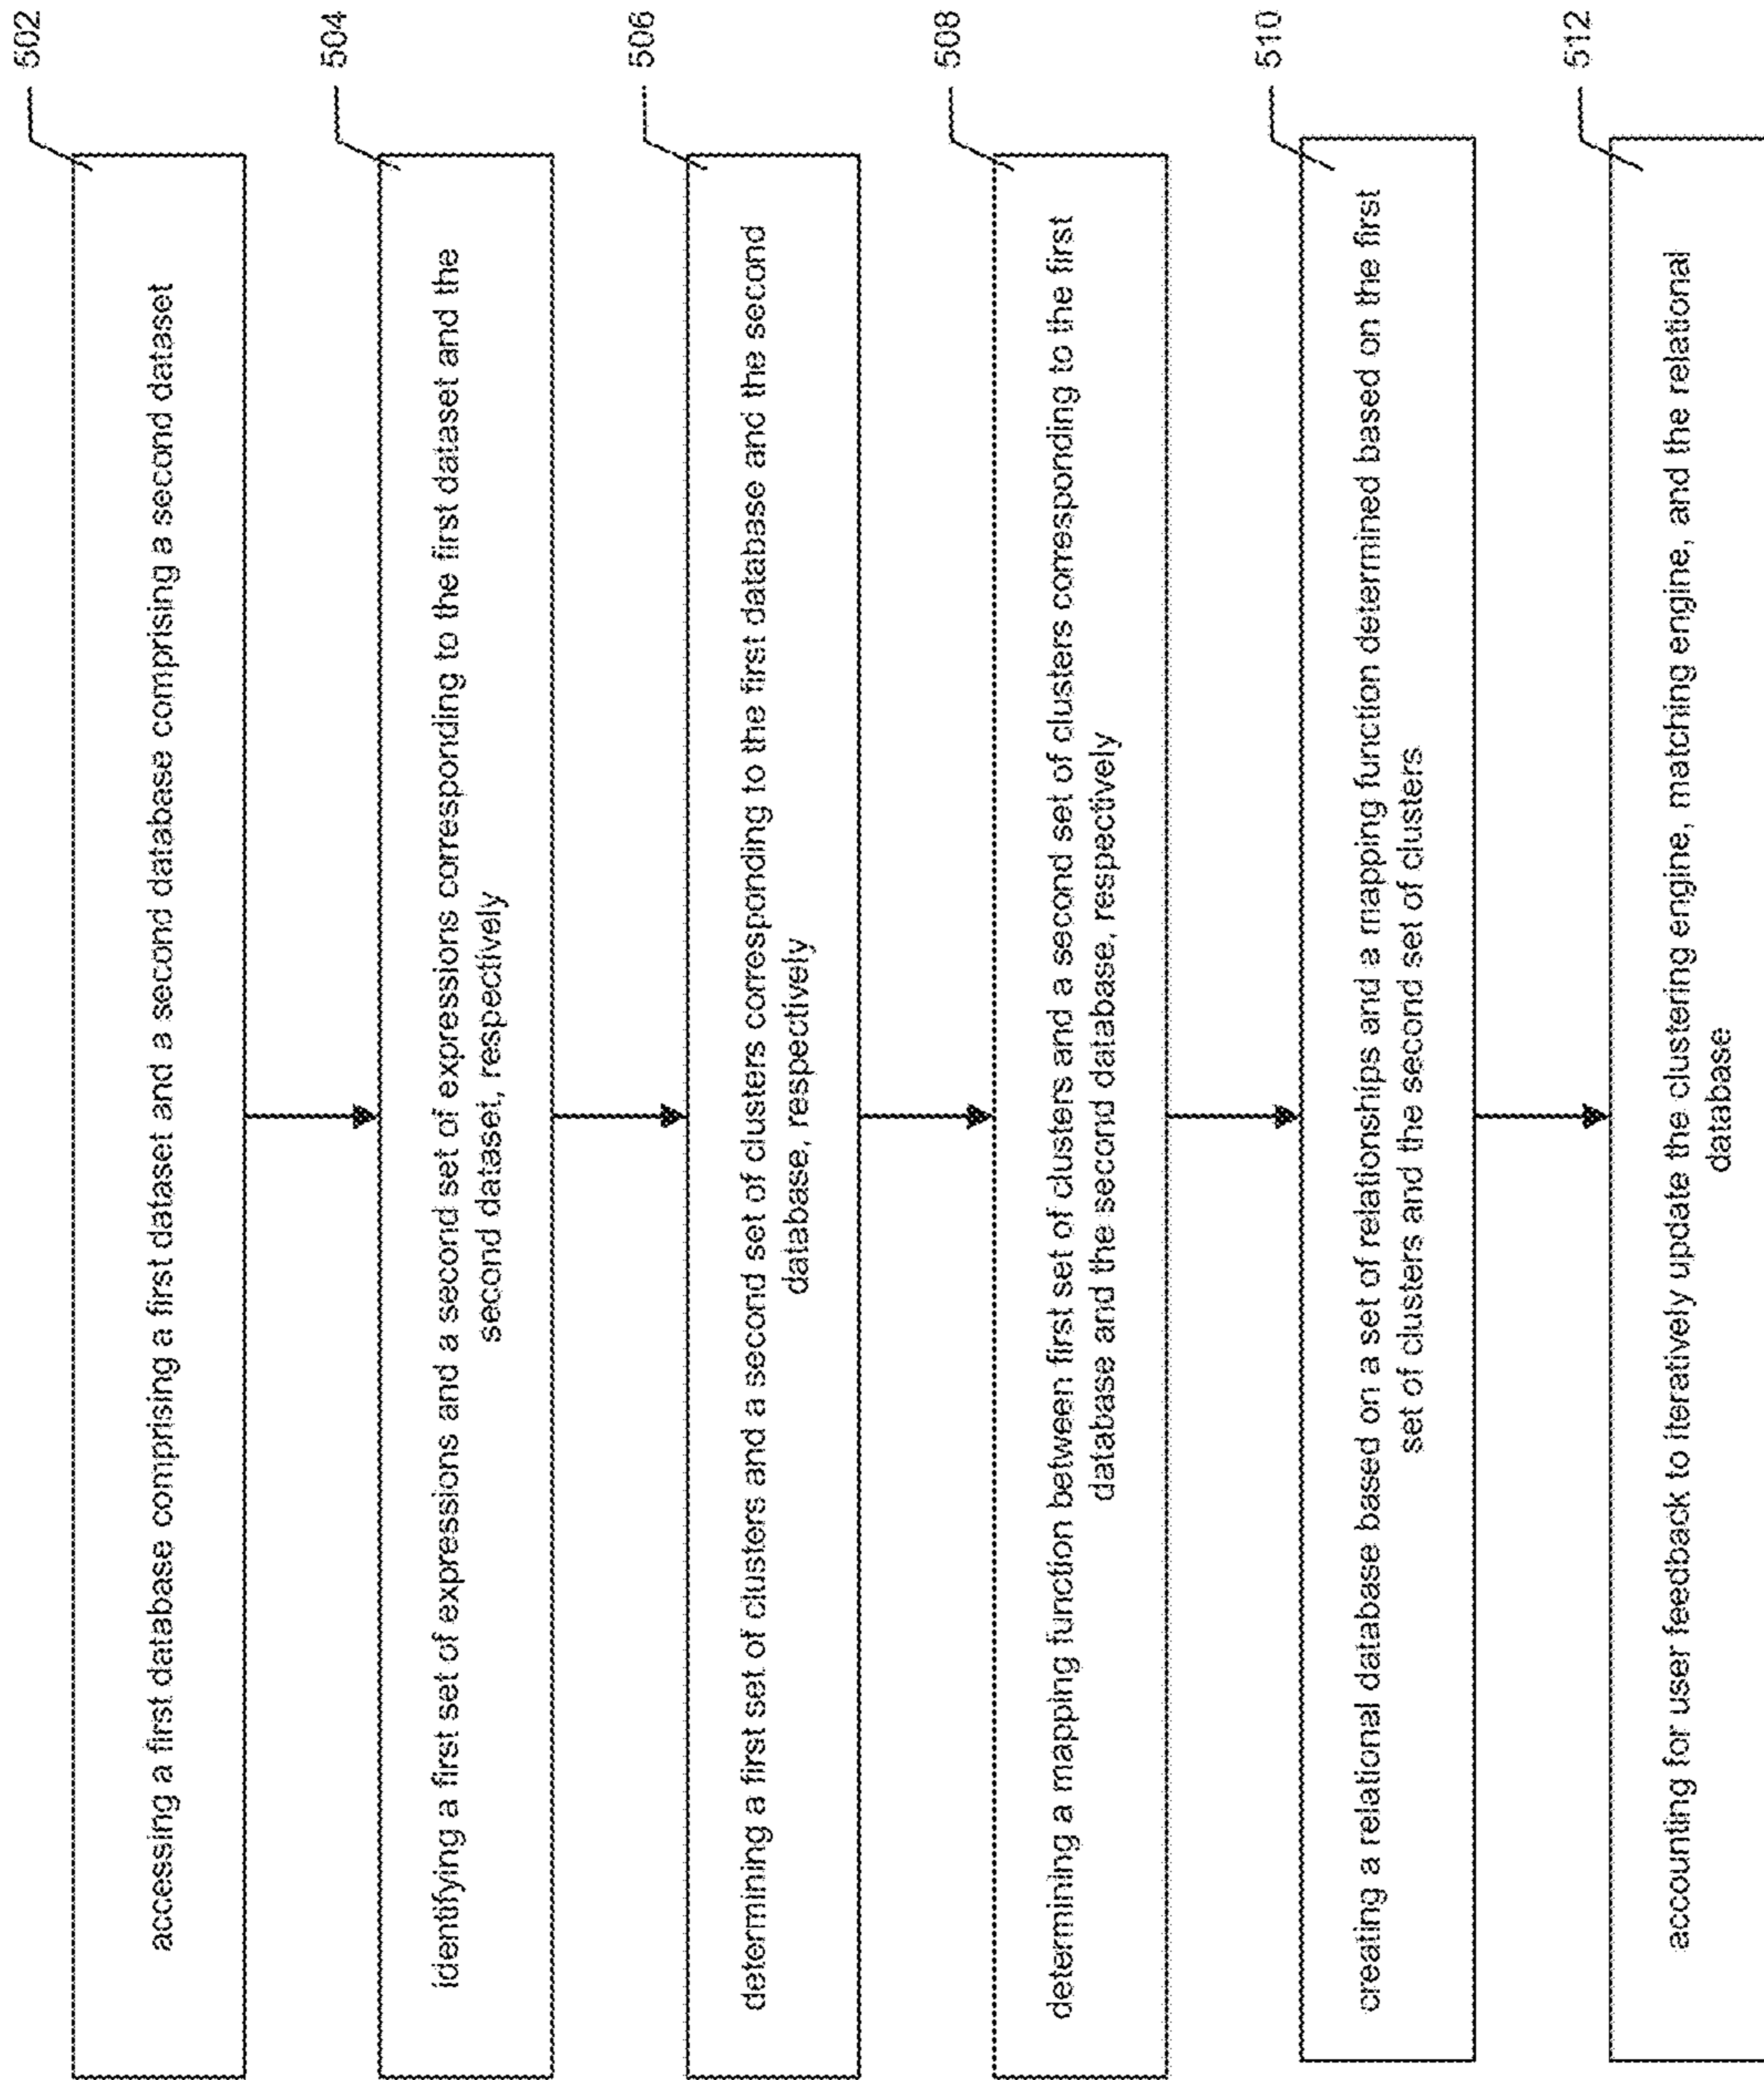 502
accessing a first database comprising a first dataset and a second database comprising a second dataset
504
identifying a first set of expressions and a second set of expressions corresponding to the first dataset and the
second dataset, respectively
506
determining a first set of clusters and a second set of clusters corresponding to the first database and the second
database, respectively
508
determining a mapping function between first set of clusters and a second set of clusters corresponding to the first
database and the second database, respectively
510
creating a relational database based on a set of relationships and a mapping function determined based on the first
set of clusters and the second set of clusters
512
accounting for user feedback to iteratively update the clustering engine, matching engine, and the relational
database